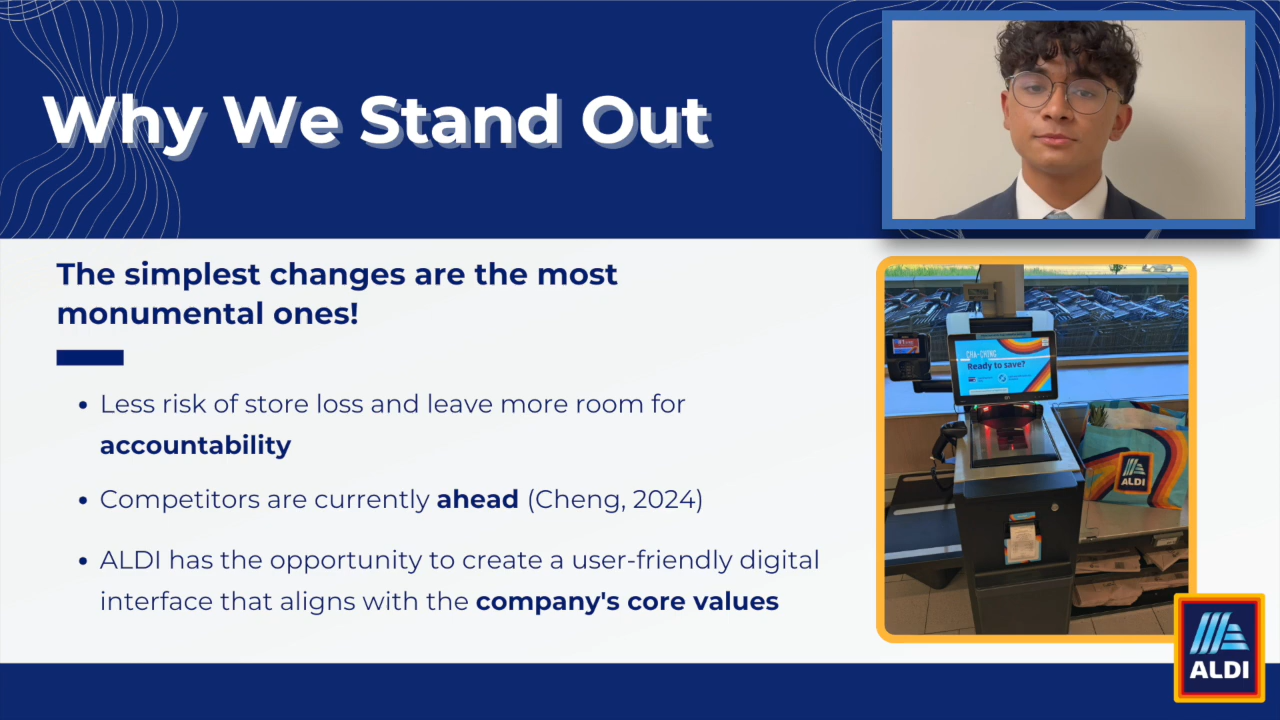 Why We Stand Out
The simplest changes are the most
monumental ones!
• Less risk of store loss and leave more room for
accountability
• Competitors are currently ahead (Cheng, 2024)
• ALDI has the opportunity to create a user-friendly digital
interface that aligns with the company's core values
CHA-CHING
Ready to save?
ALDI
ALDI